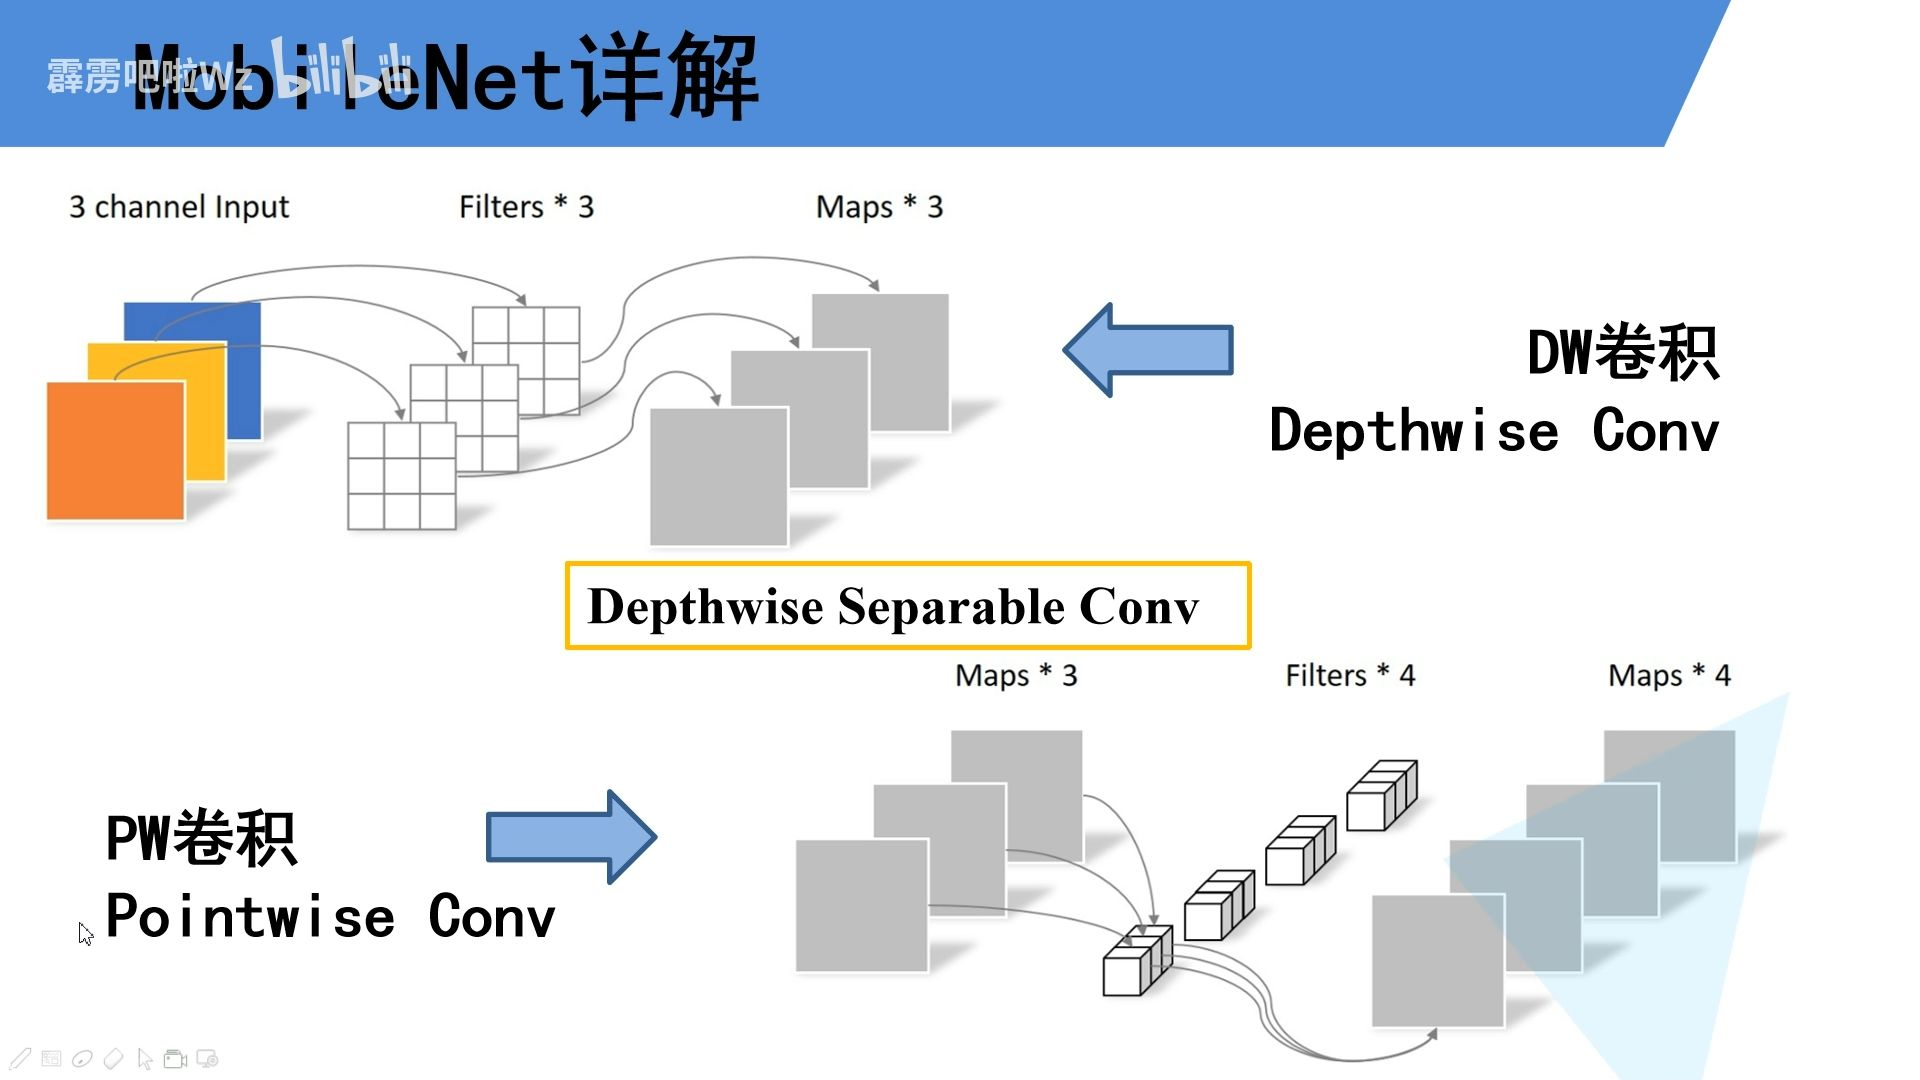 MobileNet详解
霹雳吧啦Wz bilibili
3 channel Input
Filters * 3
Maps * 3
DW卷积
Depthwise Conv
Depthwise Separable Conv
Maps * 3
Filters * 4
Maps * 4
PW卷积
Pointwise Conv